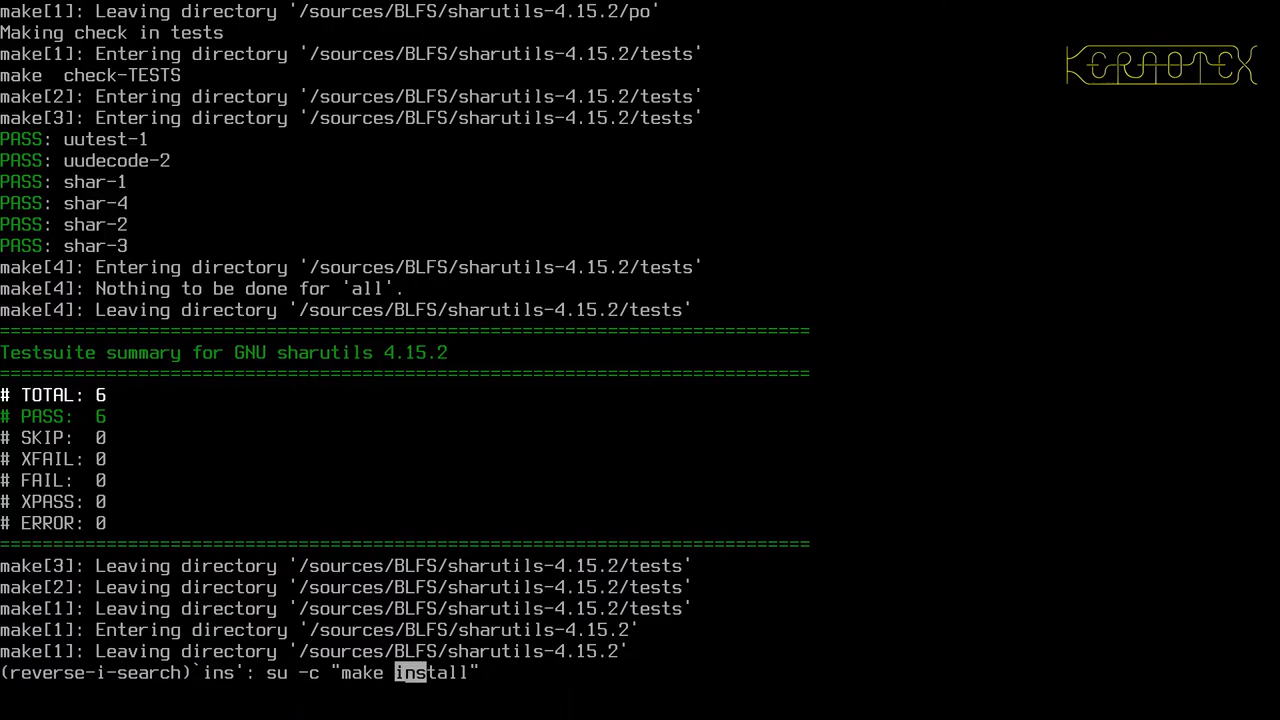 make[1]: Leaving directory '/sources/BLFS/sharutils-4.15.2/po'
Making check in tests
make[1]: Entering directory '/sources/BLFS/sharutils-4.15.2/tests'
make  check-TESTS
make[2]: Entering directory '/sources/BLFS/sharutils-4.15.2/tests'
make[3]: Entering directory '/sources/BLFS/sharutils-4.15.2/tests'
PASS: uutest-1
PASS: uudecode-2
PASS: shar-1
PASS: shar-4
PASS: shar-2
PASS: shar-3
make[4]: Entering directory '/sources/BLFS/sharutils-4.15.2/tests'
make[4]: Nothing to be done for 'all'.
make[4]: Leaving directory '/sources/BLFS/sharutils-4.15.2/tests'
============================================================================
Testsuite summary for GNU sharutils 4.15.2
============================================================================
# TOTAL: 6
# PASS:  6
# SKIP:  0
# XFAIL: 0
# FAIL:  0
# XPASS: 0
# ERROR: 0
============================================================================
make[3]: Leaving directory '/sources/BLFS/sharutils-4.15.2/tests'
make[2]: Leaving directory '/sources/BLFS/sharutils-4.15.2/tests'
make[1]: Leaving directory '/sources/BLFS/sharutils-4.15.2/tests'
make[1]: Entering directory '/sources/BLFS/sharutils-4.15.2'
make[1]: Leaving directory '/sources/BLFS/sharutils-4.15.2'
(reverse-i-search)`ins': su -c "make install"
KERNOTEX